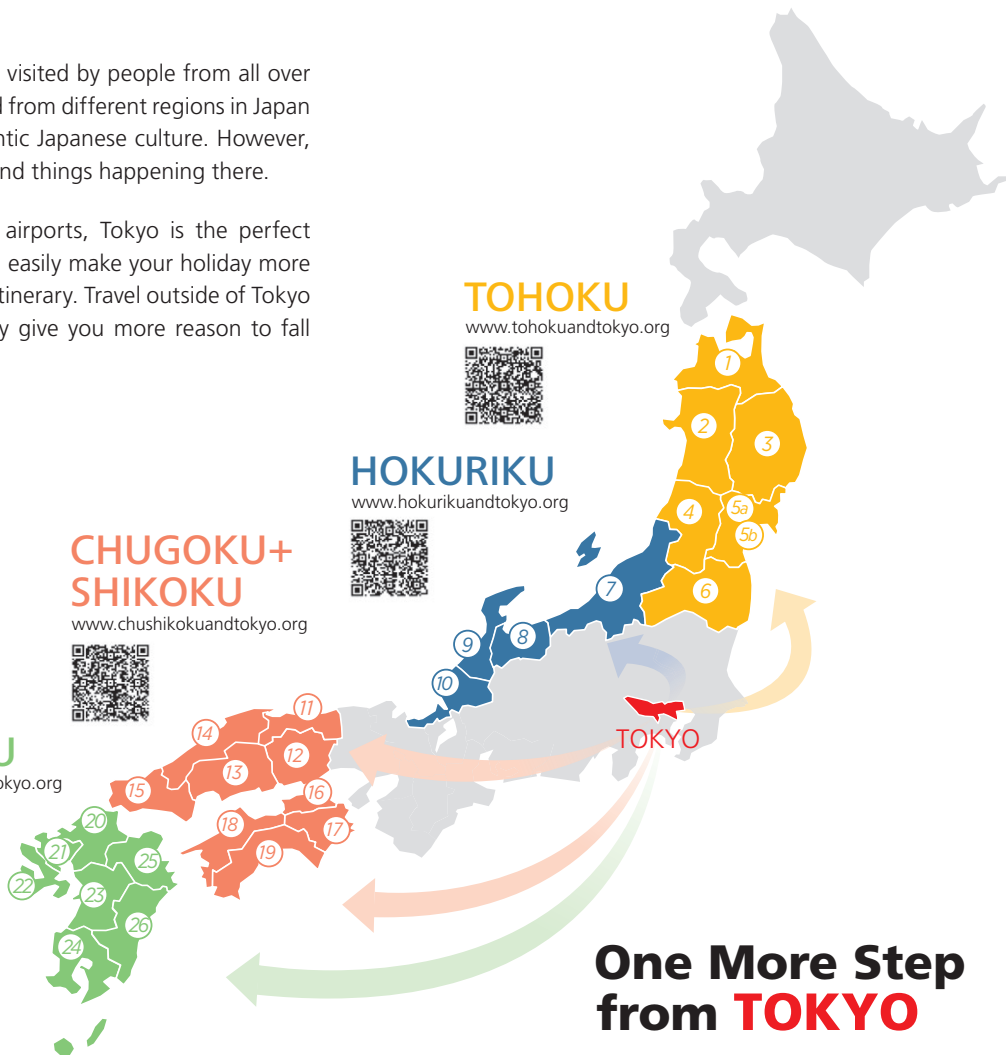 visited by people from all over
from different regions in Japan
ntic Japanese culture. However,
nd things happening there.
airports, Tokyo is the perfect
easily make your holiday more
tinerary. Travel outside of Tokyo
y give you more reason to fall
TOHOKU
www.tohokuandtokyo.org
HOKURIKU
www.hokurikuandtokyo.org
CHUGOKU+
SHIKOKU
www.chushikokuandtokyo.org
U
okyo.org
1
2
3
4
5a
5b
6
7
8
9
10
11
14
12
13
15
16
18
17
19
20
21
25
22
23
26
24
TOKYO
One More Step
from TOKYO